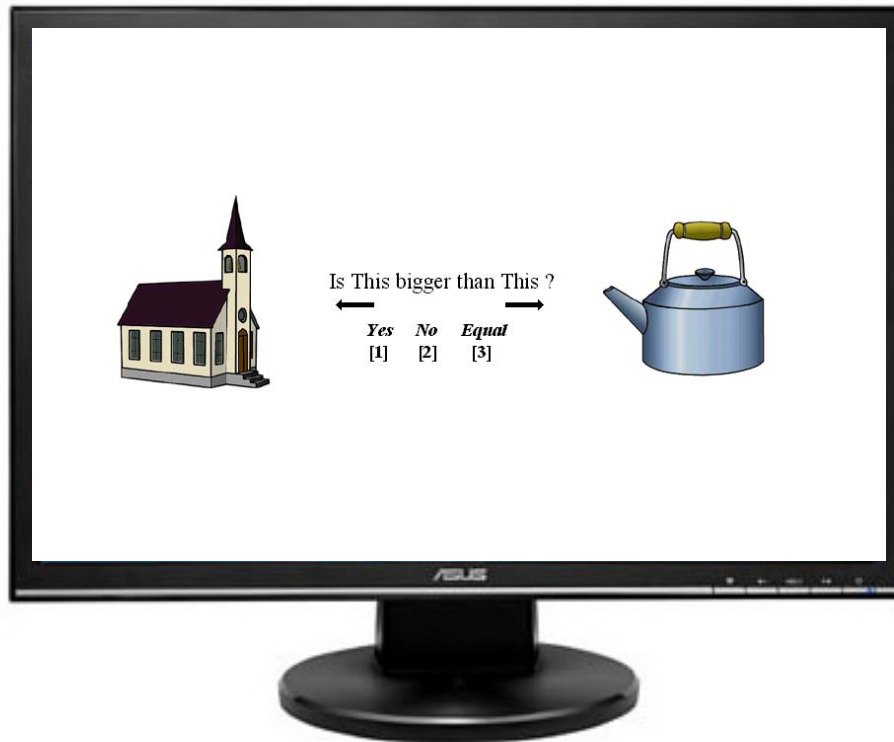 Is This bigger than This ?
Yes No Equal
[1] [2] [3]
ASUS